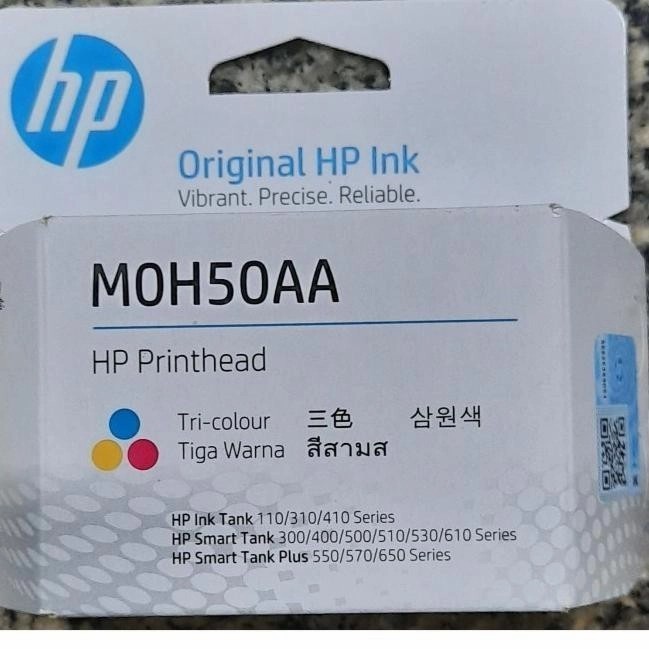 hp
Original HP Ink
Vibrant. Precise. Reliable.
M0H50AA
HP Printhead
Tri-colour 三色 삼원색
Tiga Warna สีสามส
HP Ink Tank 110/310/410 Series
HP Smart Tank 300/400/500/510/530/610 Series
HP Smart Tank Plus 550/570/650 Series